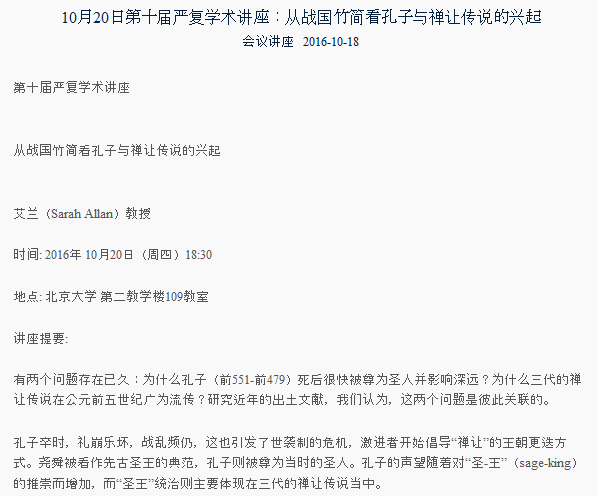 10月20日第十届严复学术讲座：从战国竹简看孔子与禅让传说的兴起
会议讲座 2016-10-18
第十届严复学术讲座
从战国竹简看孔子与禅让传说的兴起
艾兰（Sarah Allan）教授
时间: 2016年 10月20日（周四）18:30
地点: 北京大学 第二教学楼109教室
讲座提要:
有两个问题存在已久：为什么孔子（前551-前479）死后很快被尊为圣人并影响深远？为什么三代的禅
让传说在公元前五世纪广为流传？研究近年的出土文献，我们认为，这两个问题是彼此关联的。
孔子卒时，礼崩乐坏，战乱频仍，这也引发了世袭制的危机，激进者开始倡导“禅让”的王朝更迭方
式。尧舜被看作先古圣王的典范，孔子则被尊为当时的圣人。孔子的声望随着对“圣-王”（sage-king）
的推崇而增加，而“圣王”统治则主要体现在三代的禅让传说当中。